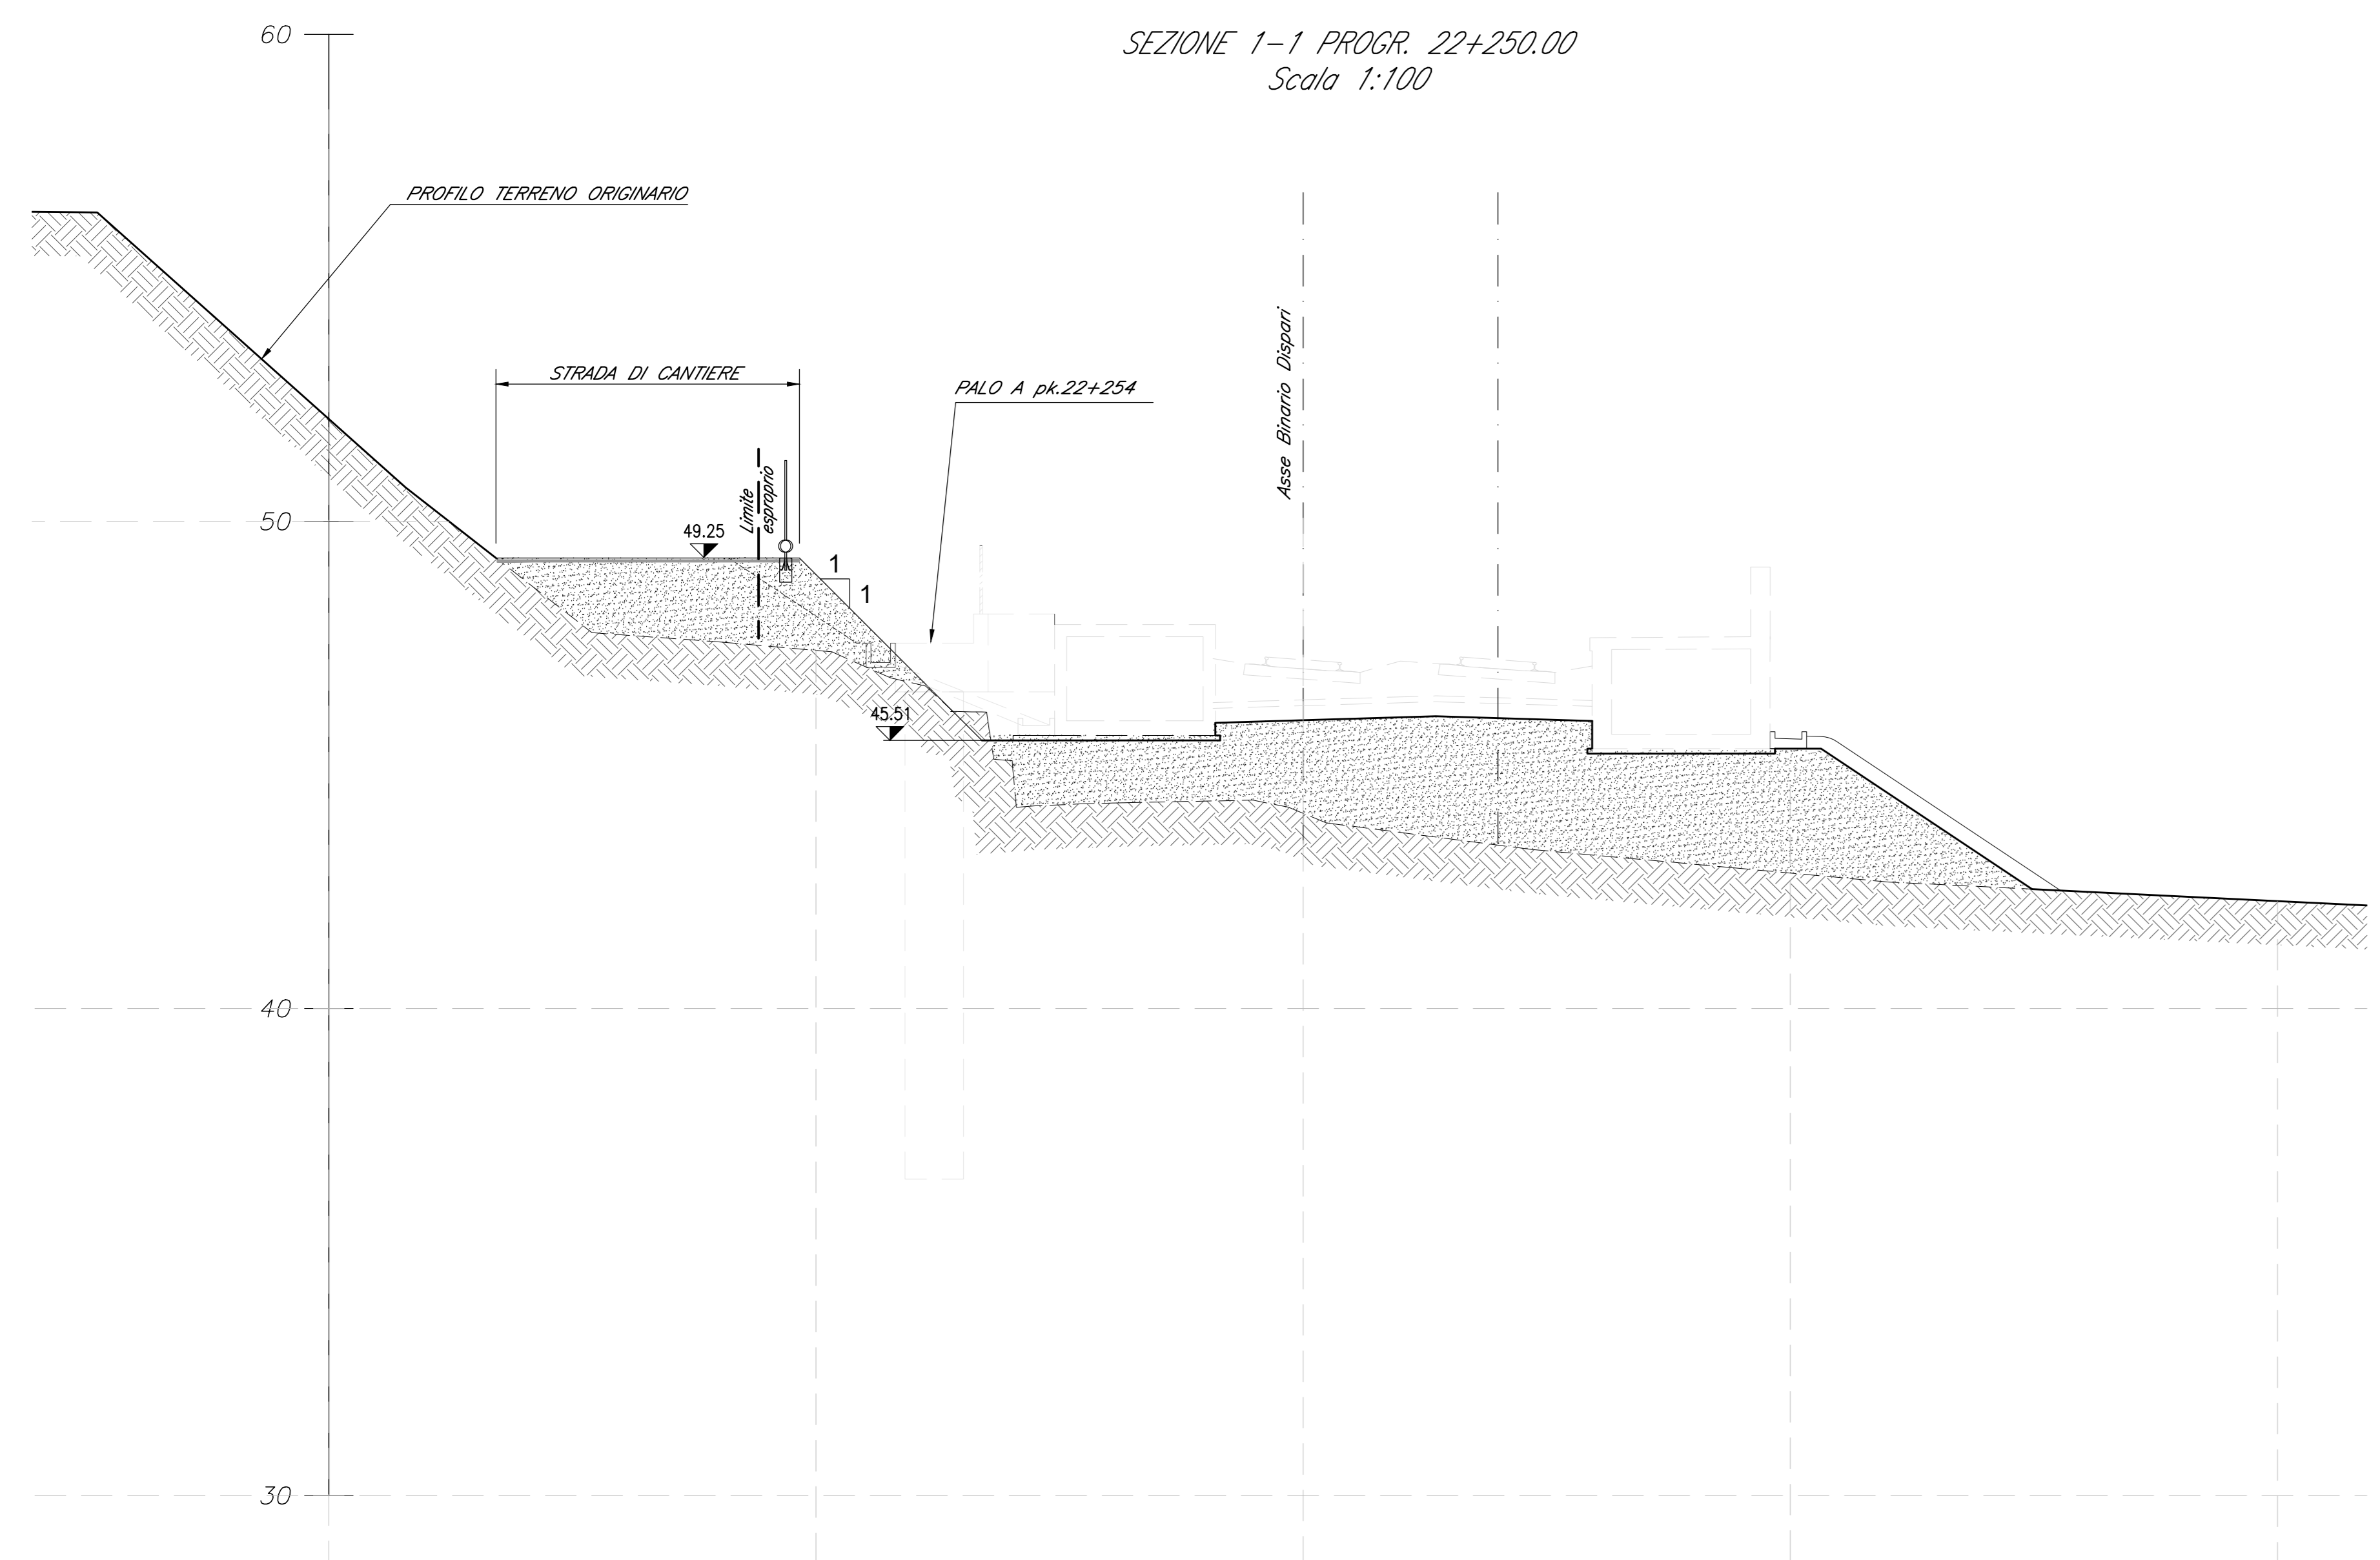 60
SEZIONE 1-1 PROGR. 22+250.00
Scala 1:100
PROFILO TERRENO ORIGINARIO
STRADA DI CANTIERE
PALO A pk.22+254
Asse Binario Dispari
Limite
esproprio
50
49.25
1
1
45.51
40
30